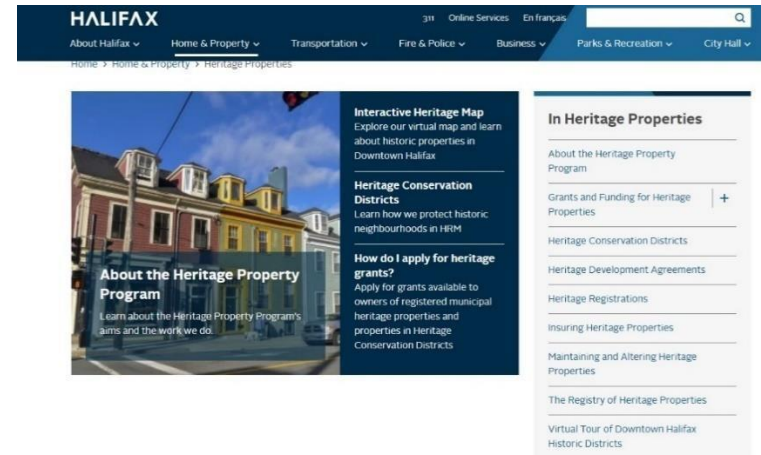 HALIFAX
311 Online Services En français
About Halifax Home & Property Transportation Fire & Police Business Parks & Recreation City Hall
Home > Home & Property > Heritage Properties
About the Heritage Property
Program
Learn about the Heritage Property Program's
aims and the work we do.
Interactive Heritage Map
Explore our virtual map and learn
about historic properties in
Downtown Halifax
Heritage Conservation
Districts
Learn how we protect historic
neighbourhoods in HRM
How do I apply for heritage
grants?
Apply for grants available to
owners of registered municipal
heritage properties and
properties in Heritage
Conservation Districts
In Heritage Properties
About the Heritage Property
Program
Grants and Funding for Heritage
Properties
+
Heritage Conservation Districts
Heritage Development Agreements
Heritage Registrations
Insuring Heritage Properties
Maintaining and Altering Heritage
Properties
The Registry of Heritage Properties
Virtual Tour of Downtown Halifax
Historic Districts